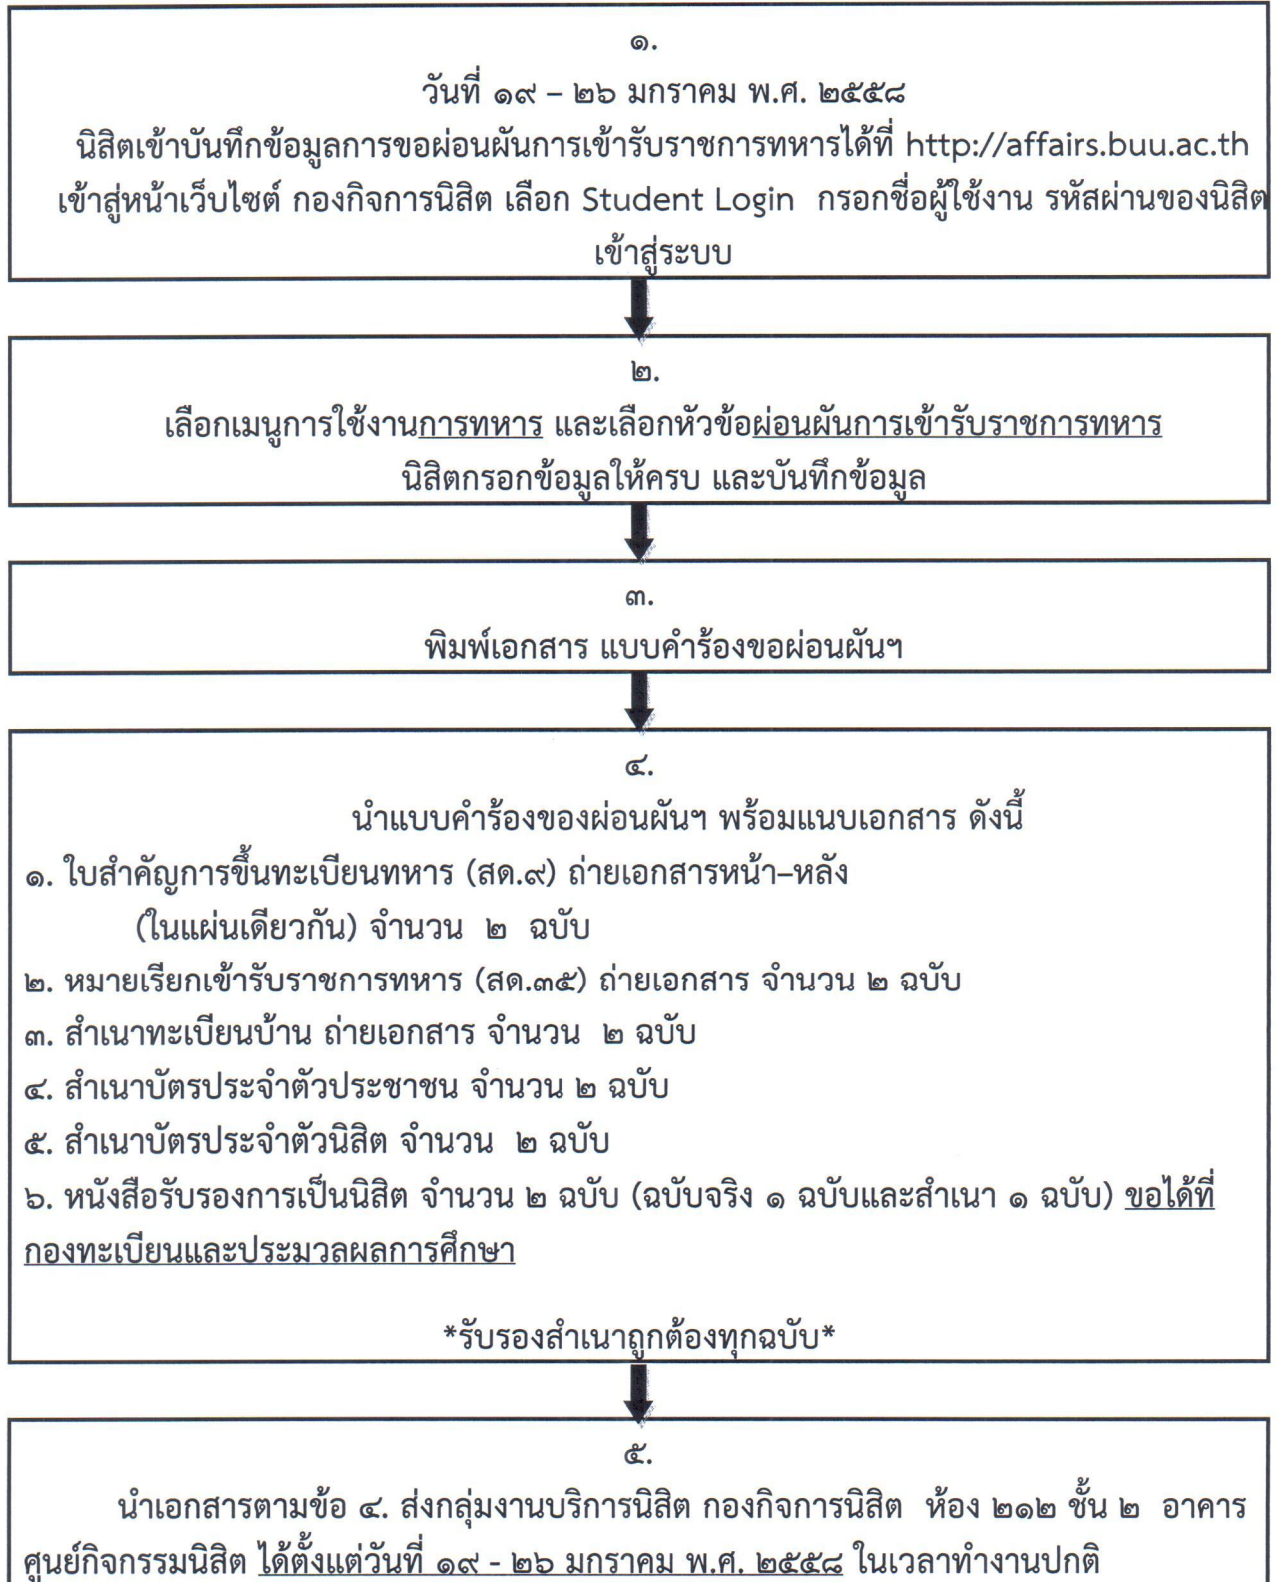 ๑.
วันที่ ๑๙ – ๒๖ มกราคม พ.ศ. ๒๕๕๘
นิสิตเข้าบันทึกข้อมูลการขอผ่อนผันการเข้ารับราชการทหารได้ที่ http://affairs.buu.ac.th
เข้าสู่หน้าเว็บไซต์ กองกิจการนิสิต เลือก Student Login กรอกชื่อผู้ใช้งาน รหัสผ่านของนิสิต
เข้าสู่ระบบ
๒.
เลือกเมนูการใช้งานการทหาร และเลือกหัวข้อผ่อนผันการเข้ารับราชการทหาร
นิสิตกรอกข้อมูลให้ครบ และบันทึกข้อมูล
๓.
พิมพ์เอกสาร แบบคำร้องขอผ่อนผันฯ
๔.
นำแบบคำร้องของผ่อนผันฯ พร้อมแนบเอกสาร ดังนี้
๑. ใบสำคัญการขึ้นทะเบียนทหาร (สด.๙) ถ่ายเอกสารหน้า–หลัง
(ในแผ่นเดียวกัน) จำนวน ๒ ฉบับ
๒. หมายเรียกเข้ารับราชการทหาร (สด.๓๕) ถ่ายเอกสาร จำนวน ๒ ฉบับ
๓. สำเนาทะเบียนบ้าน ถ่ายเอกสาร จำนวน ๒ ฉบับ
๔. สำเนาบัตรประจำตัวประชาชน จำนวน ๒ ฉบับ
๕. สำเนาบัตรประจำตัวนิสิต จำนวน ๒ ฉบับ
๖. หนังสือรับรองการเป็นนิสิต จำนวน ๒ ฉบับ (ฉบับจริง ๑ ฉบับและสำเนา ๑ ฉบับ) ขอได้ที่
กองทะเบียนและประมวลผลการศึกษา
*รับรองสำเนาถูกต้องทุกฉบับ*
๕.
นำเอกสารตามข้อ ๔. ส่งกลุ่มงานบริการนิสิต กองกิจการนิสิต ห้อง ๒๑๒ ชั้น ๒ อาคาร
ศูนย์กิจกรรมนิสิต ได้ตั้งแต่วันที่ ๑๙ - ๒๖ มกราคม พ.ศ. ๒๕๕๘ ในเวลาทำงานปกติ